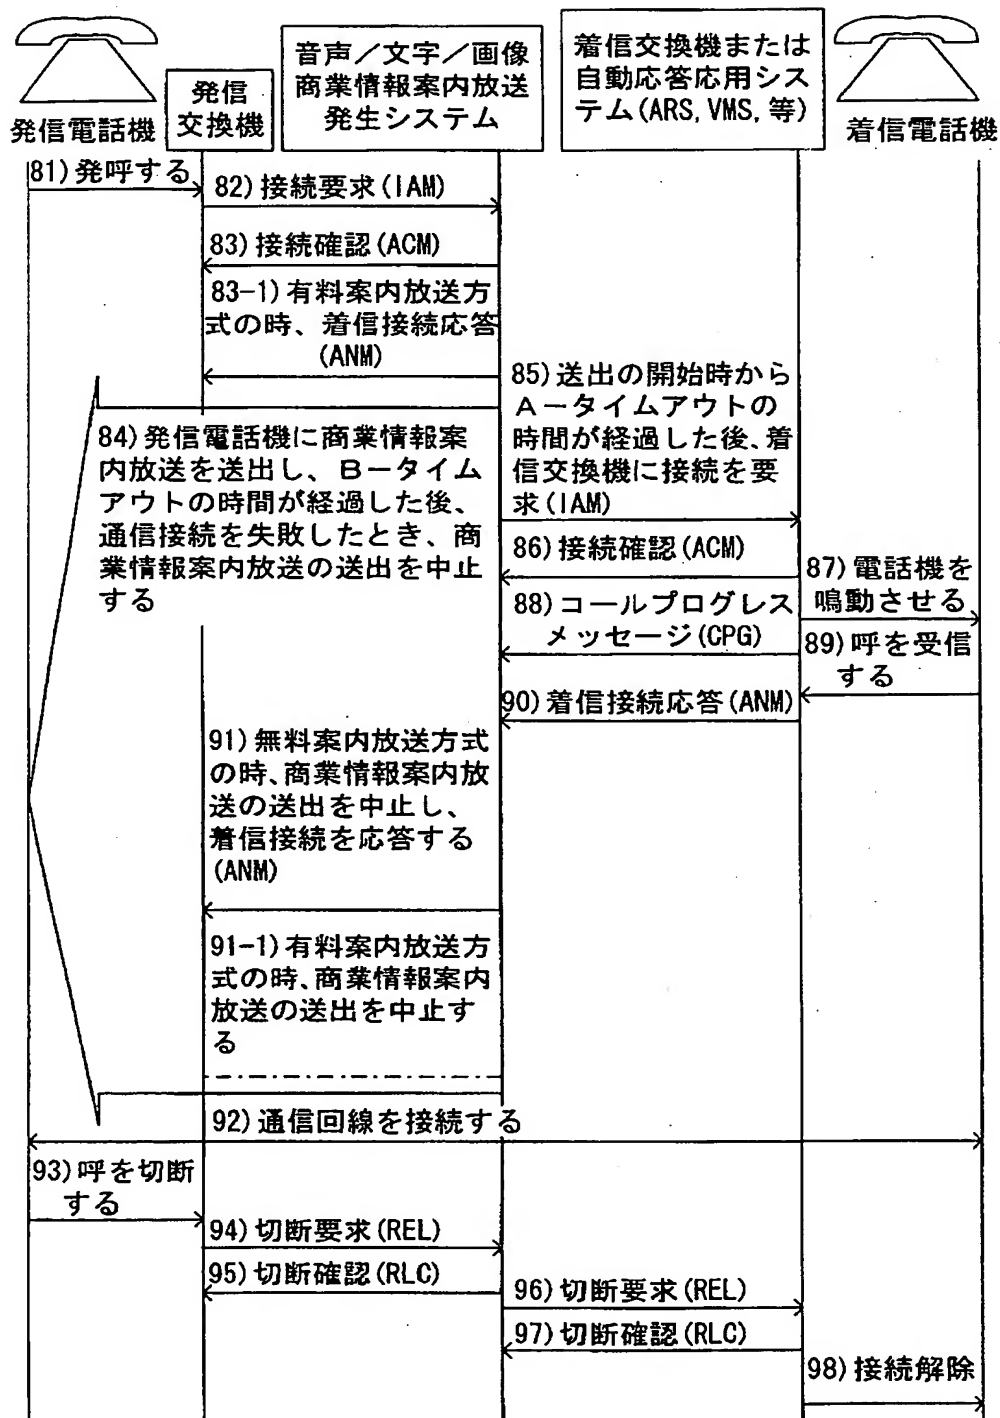 発信電話機
発信
交換機
音声／文字／画像
商業情報案内放送
発生システム
着信交換機または
自動応答応用シス
テム(ARS, VMS, 等)
着信電話機
81) 発呼する
82) 接続要求(IAM)
83) 接続確認(ACM)
83-1) 有料案内放送方
式の時、着信接続応答
(ANM)
84) 発信電話機に商業情報案
内放送を送出し、Ｂ－タイム
アウトの時間が経過した後、
通信接続を失敗したとき、商
業情報案内放送の送出を中止
する
85) 送出の開始時から
Ａ－タイムアウトの
時間が経過した後、着
信交換機に接続を要
求(IAM)
86) 接続確認(ACM)
87) 電話機を
鳴動させる
88) コールプログレス
メッセージ(CPG)
89) 呼を受信
する
90) 着信接続応答(ANM)
91) 無料案内放送方式
の時、商業情報案内放
送の送出を中止し、
着信接続を応答する
(ANM)
91-1) 有料案内放送方
式の時、商業情報案内
放送の送出を中止す
る
92) 通信回線を接続する
93) 呼を切断
する
94) 切断要求(REL)
95) 切断確認(RLC)
96) 切断要求(REL)
97) 切断確認(RLC)
98) 接続解除